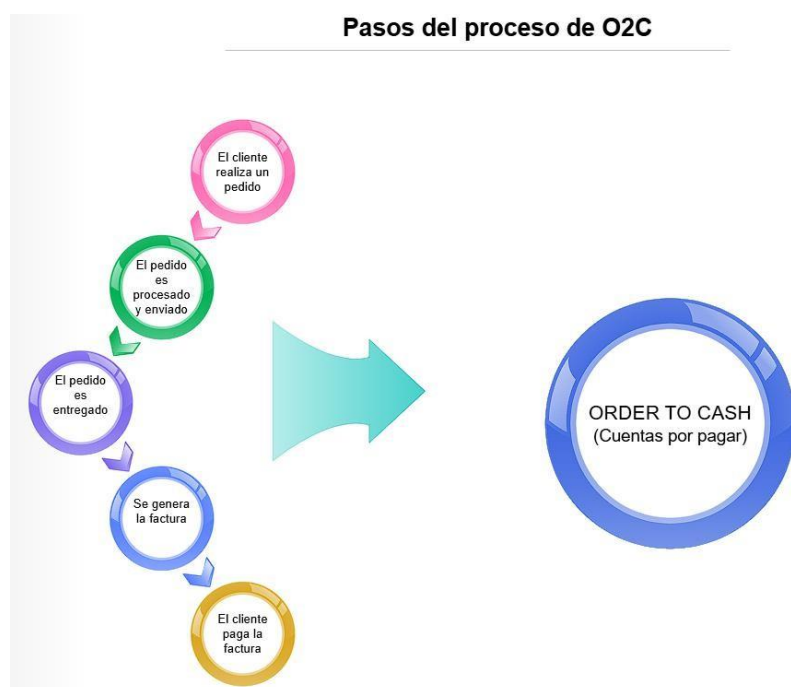 Pasos del proceso de O2C
El cliente
realiza un
pedido
El pedido
es
procesado
y enviado
El pedido
es
entregado
Se genera
la factura
El cliente
paga la
factura
ORDER TO CASH
(Cuentas por pagar)